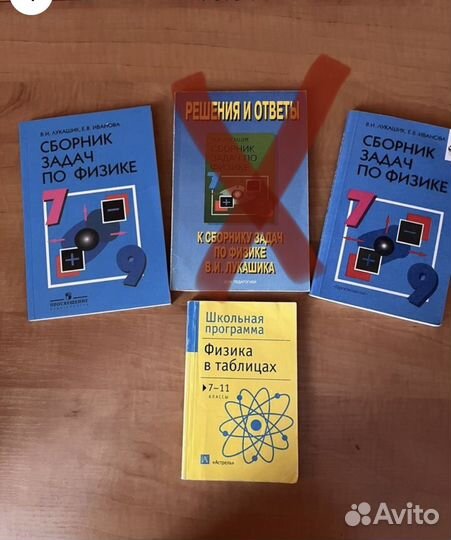 В.И. ЛУКАШИК, Е.В. ИВАНОВА
СБОРНИК
ЗАДАЧ
ПО ФИЗИКЕ
7
9
ПРОСВЕЩЕНИЕ
РЕШЕНИЯ И ОТВЕТЫ
СБОРНИК
ЗАДАЧ ПО
ФИЗИКЕ
7
К СБОРНИКУ ЗАДАЧ
ПО ФИЗИКЕ
В.И. ЛУКАШИКА
В.И. ЛУКАШИК, Е.В. ИВАНОВА
СБОРНИК
ЗАДАЧ
ПО ФИЗИКЕ
7
9
Школьная
программа
Физика
в таблицах
7–11
КЛАССЫ
«Астрель»
Avito